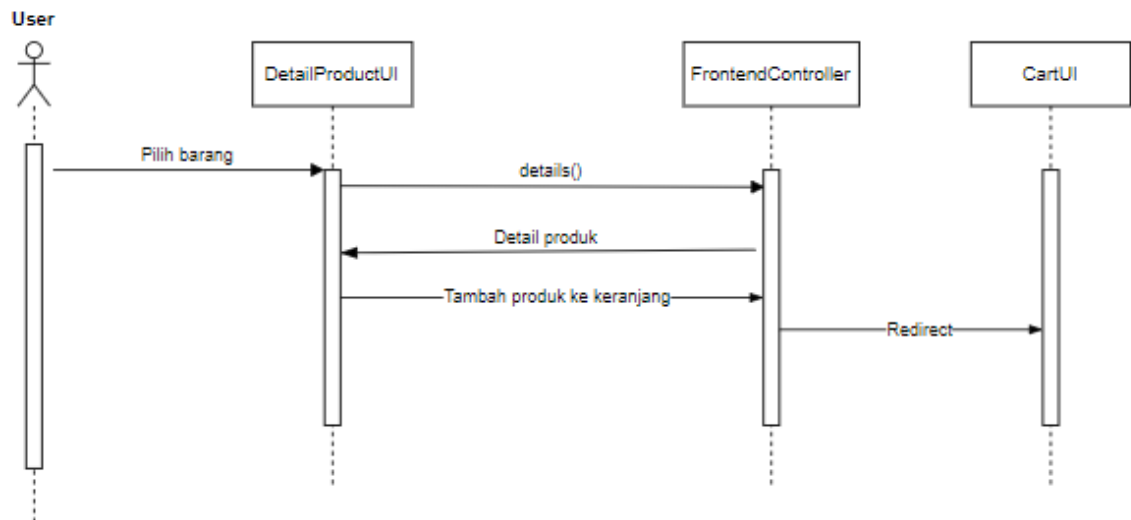 User
DetailProductUI
FrontendController
CartUI
Pilih barang
details()
Detail produk
Tambah produk ke keranjang
Redirect